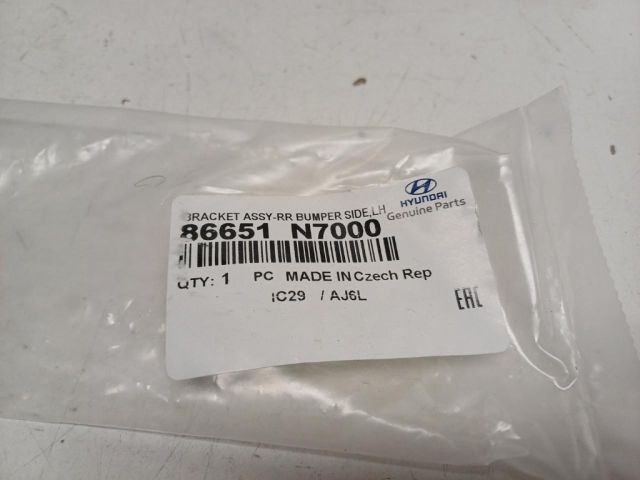 BRACKET ASSY-RR BUMPER SIDE,LH
HYUNDAI
Genuine Parts
86651 N7000
QTY: 1 PC MADE IN Czech Rep
IC29 / AJ6L
EAC